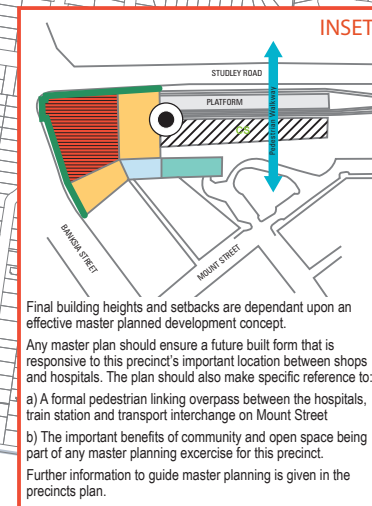 INSET
STUDLEY ROAD
PLATFORM
Pedestrian Walkway
BANKSIA STREET
MOUNT STREET
Final building heights and setbacks are dependant upon an
effective master planned development concept.
Any master plan should ensure a future built form that is
responsive to this precinct's important location between shops
and hospitals. The plan should also make specific reference to:
a) A formal pedestrian linking overpass between the hospitals,
train station and transport interchange on Mount Street
b) The important benefits of community and open space being
part of any master planning excercise for this precinct.
Further information to guide master planning is given in the
precincts plan.